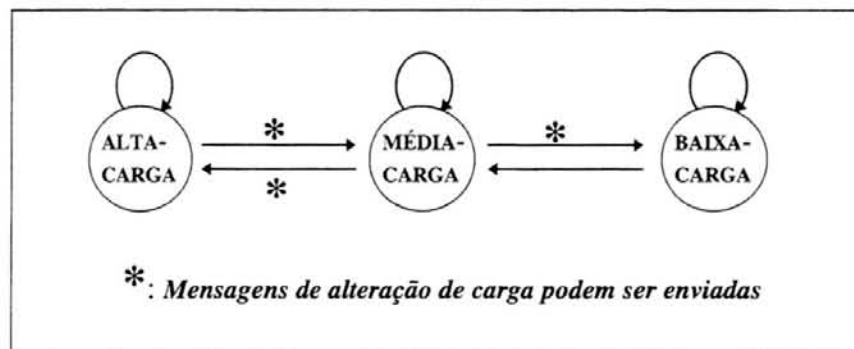 *
*
ALTA-
CARGA
MÉDIA-
CARGA
BAIXA-
CARGA
*
*: Mensagens de alteração de carga podem ser enviadas